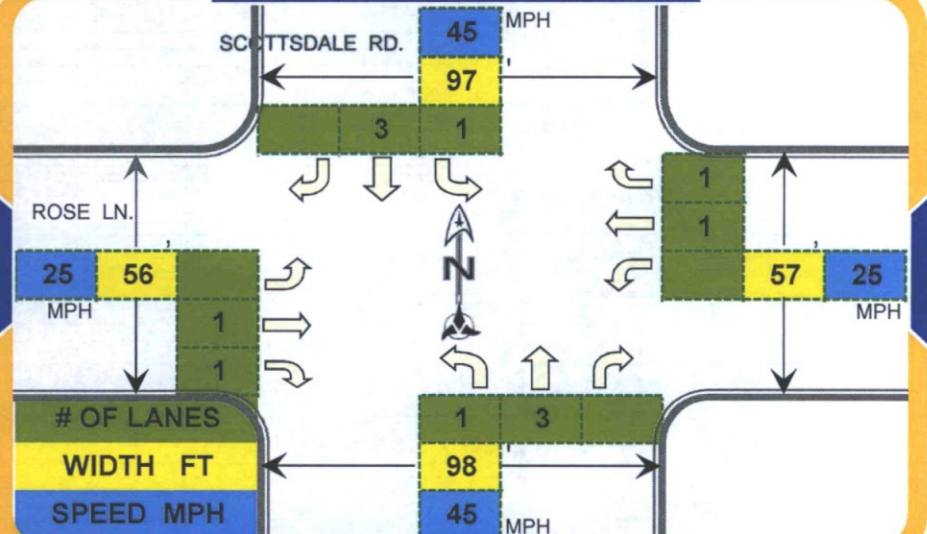 45 MPH
SCOTTSDALE RD.
97 '
3 1
1
ROSE LN.
1
25 56 '
57 ' 25
MPH
MPH
N
1
1
# OF LANES
1 3
WIDTH FT
98 '
SPEED MPH
45 MPH